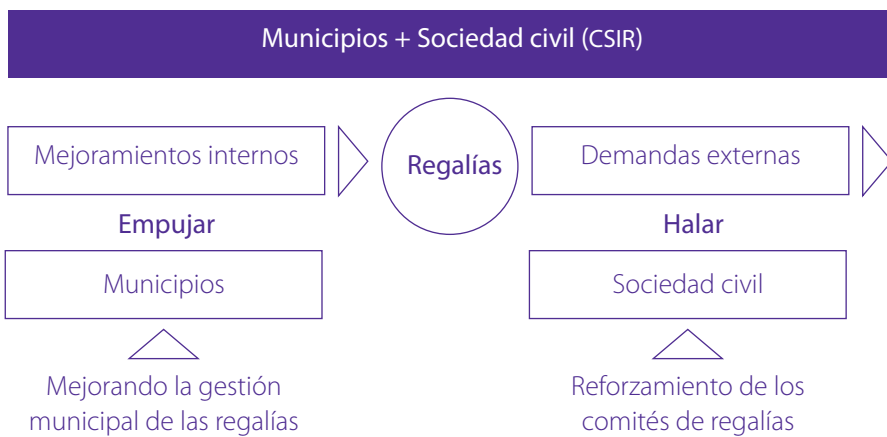 Municipios + Sociedad civil (CSIR)
Mejoramientos internos
Regalías
Demandas externas
Empujar
Halar
Municipios
Sociedad civil
Mejorando la gestión
municipal de las regalías
Reforzamiento de los
comités de regalías